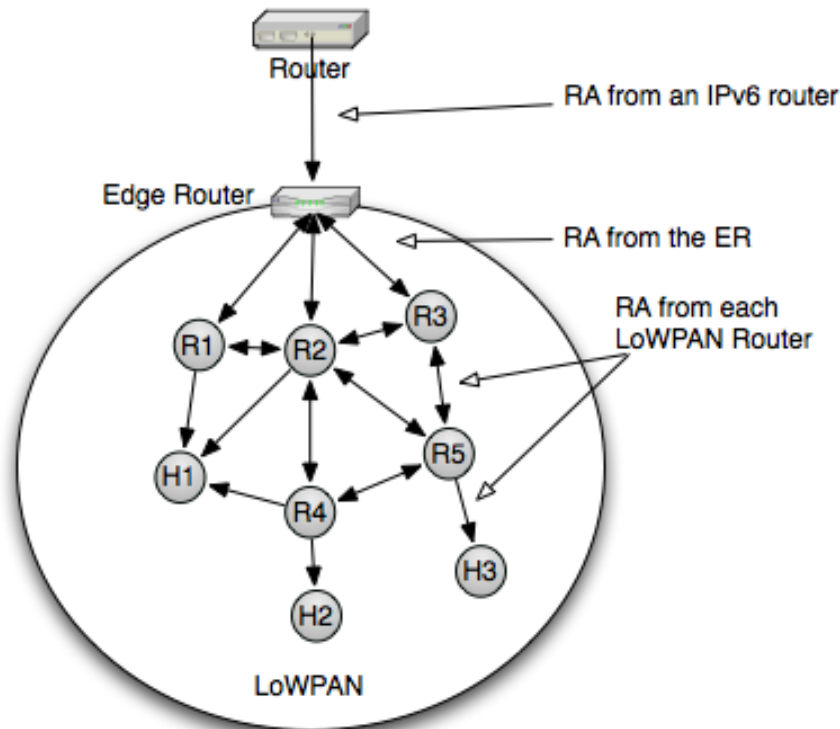 Router
RA from an IPv6 router
Edge Router
RA from the ER
RA from each
LoWPAN Router
R3
R1
R2
R5
H1
R4
H3
H2
LoWPAN